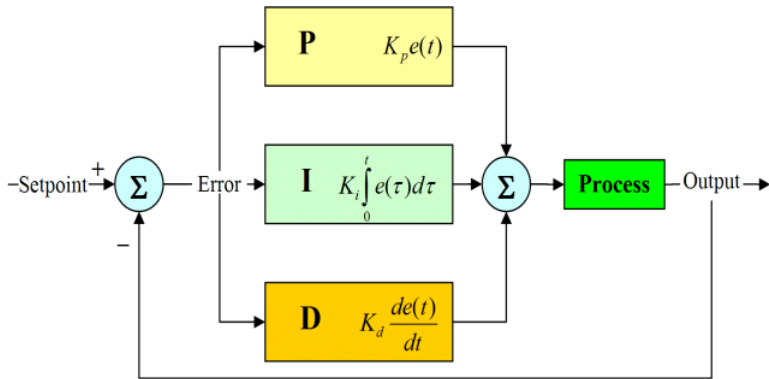 P K_p e(t)
+
–Setpoint Σ Error I K_i ∫_0^t e(τ)dτ Σ Process Output
−
D K_d de(t)/dt